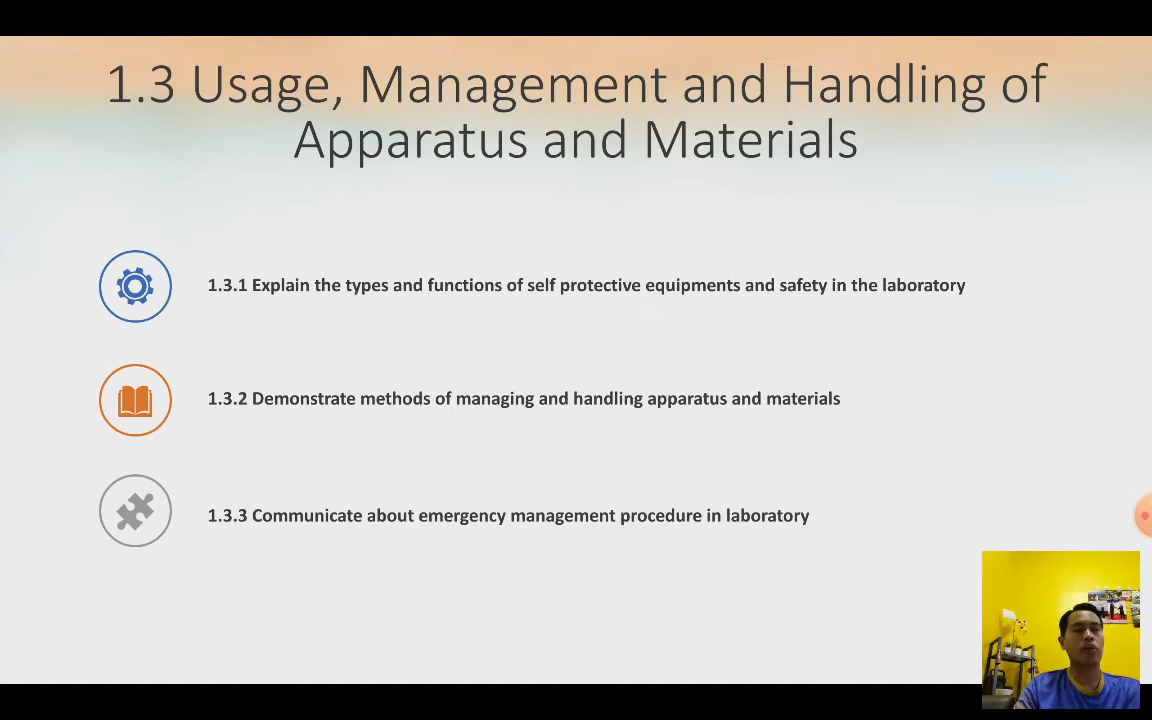 1.3 Usage, Management and Handling of
Apparatus and Materials
1.3.1 Explain the types and functions of self protective equipments and safety in the laboratory
1.3.2 Demonstrate methods of managing and handling apparatus and materials
1.3.3 Communicate about emergency management procedure in laboratory